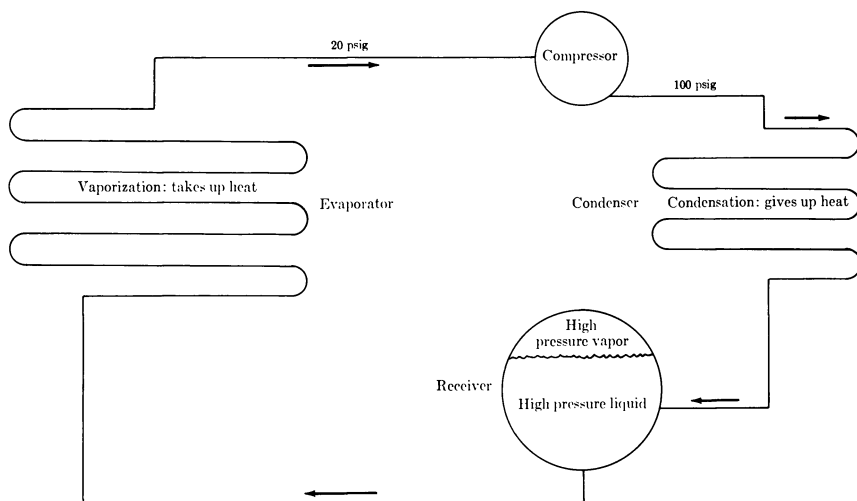 20 psig
Compressor
100 psig
Vaporization: takes up heat
Evaporator
Condenser
Condensation: gives up heat
High
pressure vapor
Receiver
High pressure liquid